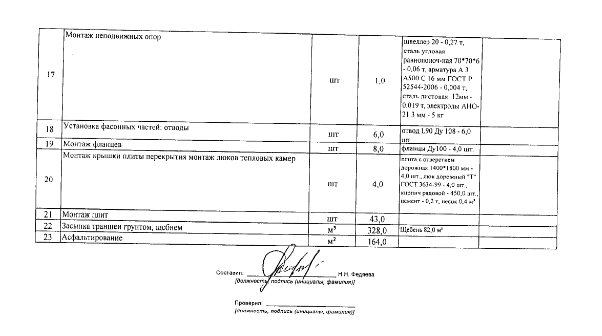 17 Монтаж неподвижных опор шт 1,0 швеллер 20 - 0,27 т,
сталь угловая
равнополоч-ная 70*70*6
- 0,06 т, арматура А 3
А500 С 16 мм ГОСТ Р
52544-2006 - 0,004 т,
сталь листовая 12мм -
0,019 т, электроды АНО-
21 3 мм - 5 кг
18 Установка фасонных частей: отводы шт 6,0 отвод L90 Ду 108 - 6,0
шт
19 Монтаж фланцев шт 8,0 фланцы Ду100 - 4,0 шт.
20 Монтаж крышки плиты перекрытия монтаж люков тепловых камер шт 4,0 плита с отверстием
дорожная 1400*1800 мм -
4,0 шт., люк дорожный "Т"
ГОСТ 3634-99 - 4,0 шт.,
кирпич рядовой - 450,0 шт.,
цемент - 0,2 т, песок 0,4 м³
21 Монтаж плит шт 43,0
22 Засыпка траншеи грунтом, щебнем м³ 328,0 Щебень 82,0 м³
23 Асфальтирование м² 164,0
Составил: Н.Н. Федяева
[должность, подпись (инициалы, фамилия)]
Проверил
[должность, подпись (инициалы, фамилия)]